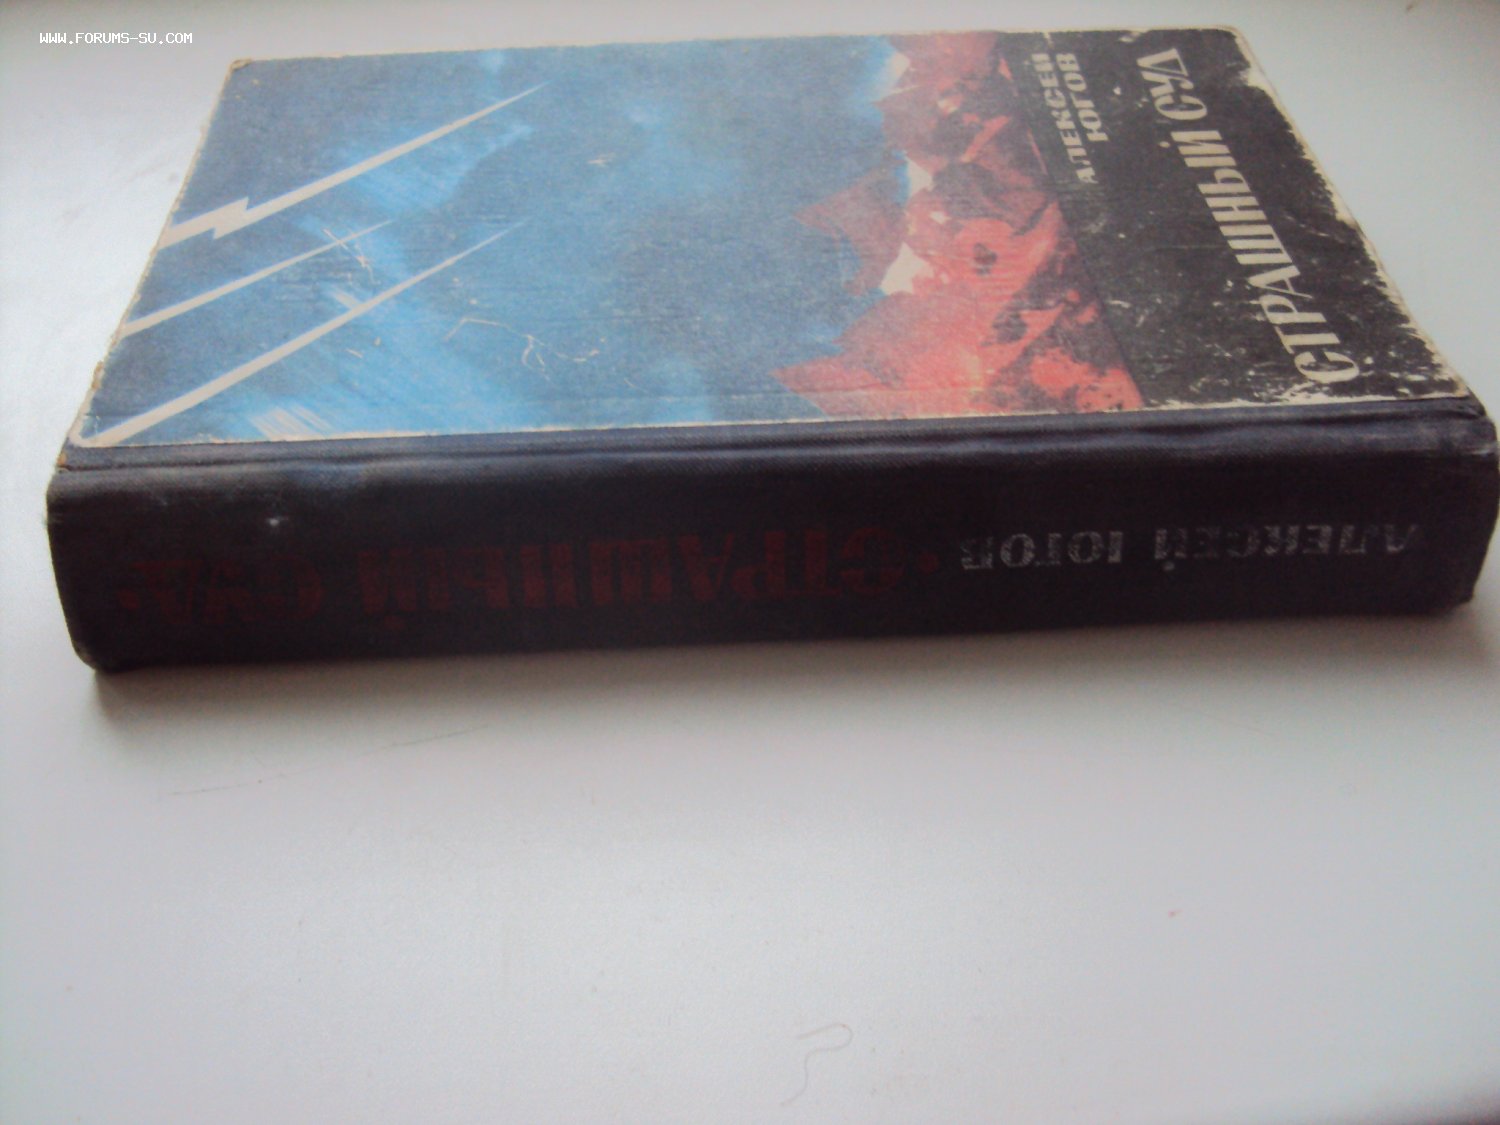 WWW.FORUMS-SU.COM
АЛЕКСЕЙ
ЮГОВ
СТРАШНЫЙ СУД
АЛЕКСЕЙ ЮГОВ
•СТРАШНЫЙ СУД•